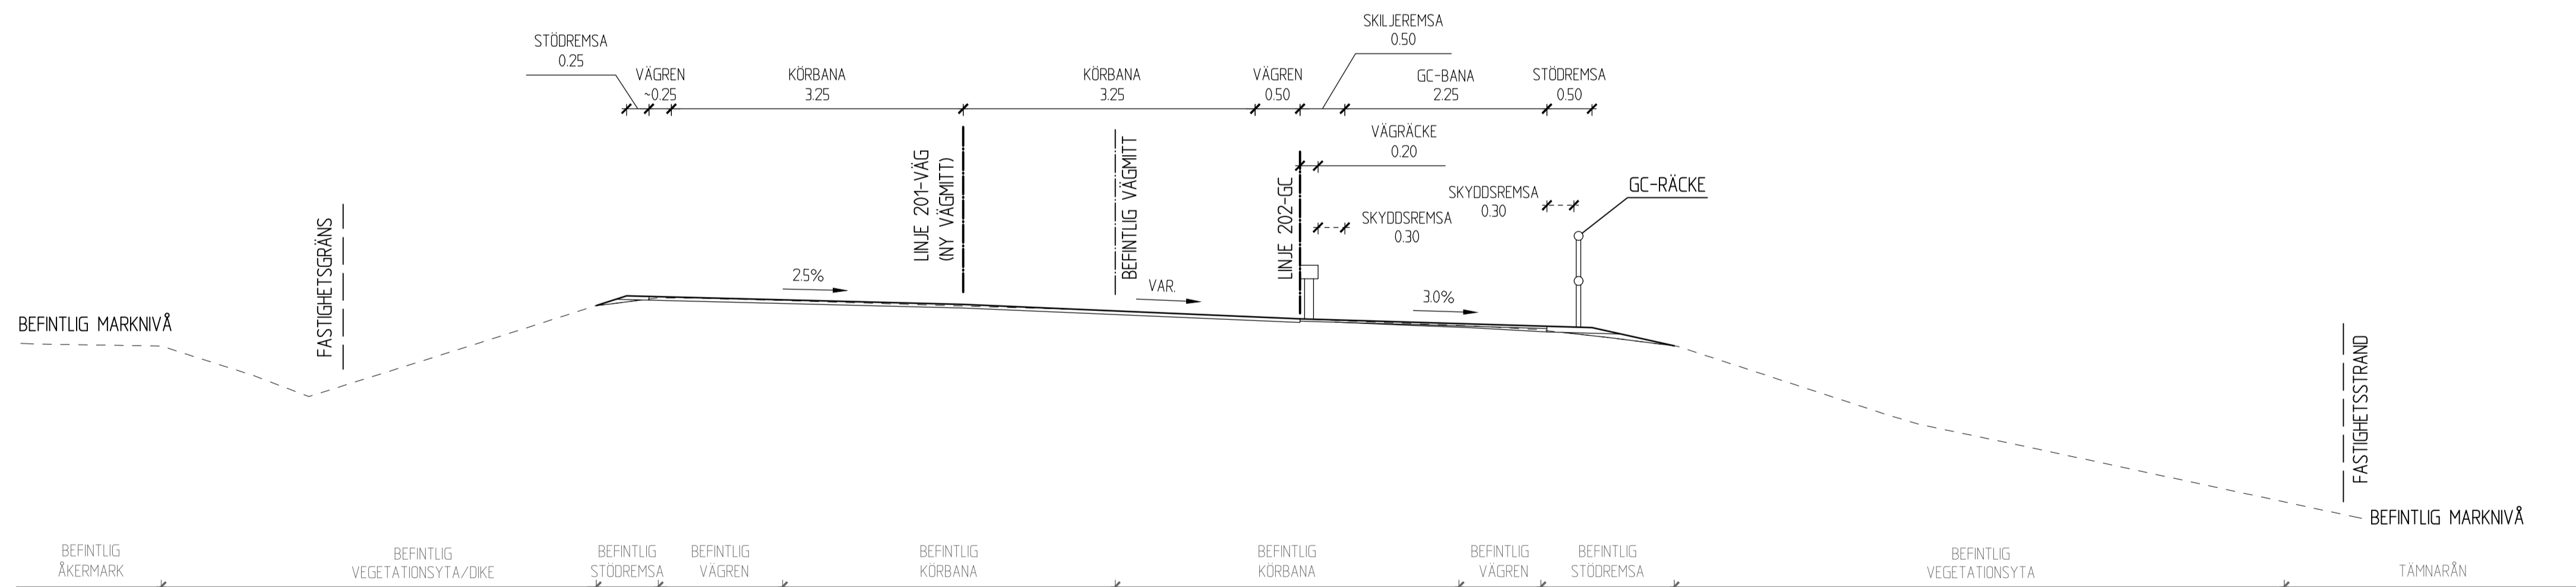 SKILJEREMSA
0.50
STÖDREMSA
0.25
VÄGREN
~0.25
KÖRBANA
3.25
KÖRBANA
3.25
VÄGREN
0.50
GC-BANA
2.25
STÖDREMSA
0.50
VÄGRÄCKE
0.20
LINJE 201-VÄG
(NY VÄGMITT)
BEFINTLIG VÄGMITT
LINJE 202-GC
SKYDDSREMSA
0.30
SKYDDSREMSA
0.30
GC-RÄCKE
FASTIGHETSGRÄNS
2.5%
VAR.
3.0%
BEFINTLIG MARKNIVÅ
FASTIGHETSSTRAND
BEFINTLIG MARKNIVÅ
BEFINTLIG
ÅKERMARK
BEFINTLIG
VEGETATIONSYTA/DIKE
BEFINTLIG
STÖDREMSA
BEFINTLIG
VÄGREN
BEFINTLIG
KÖRBANA
BEFINTLIG
KÖRBANA
BEFINTLIG
VÄGREN
BEFINTLIG
STÖDREMSA
BEFINTLIG
VEGETATIONSYTA
TÄMNARÅN